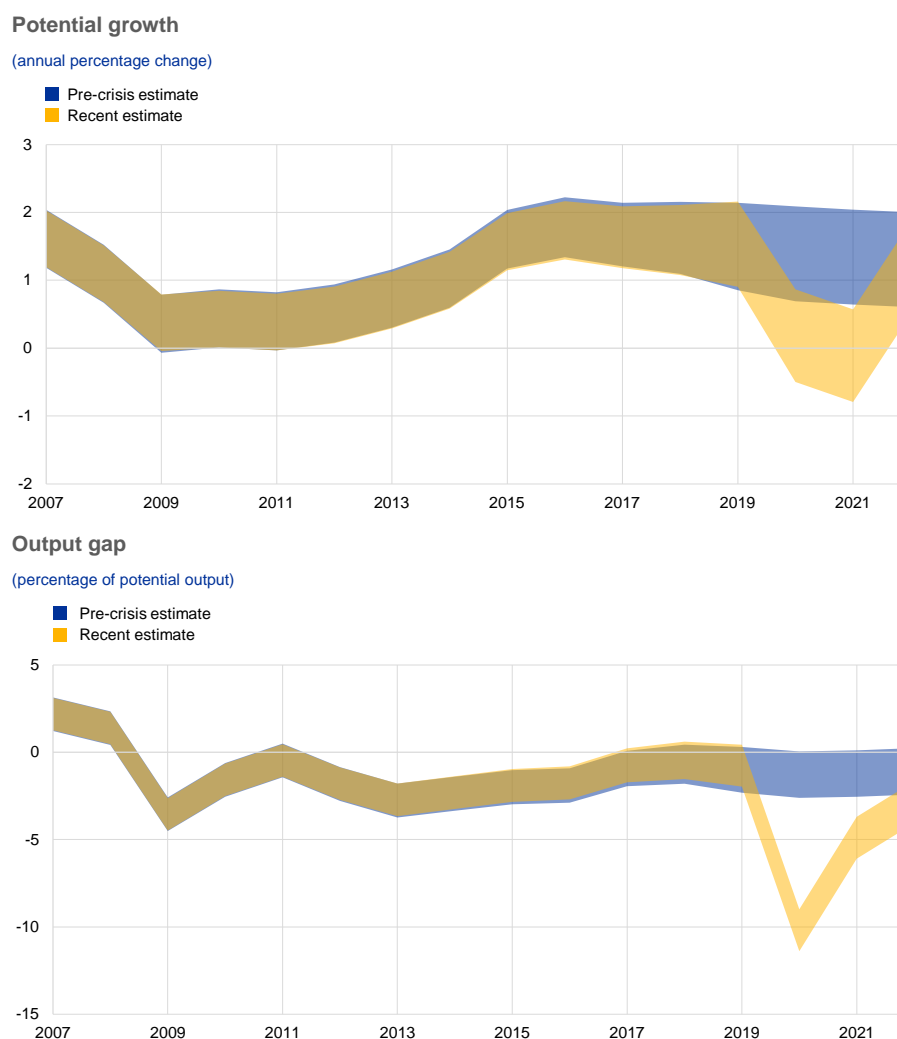 Potential growth
(annual percentage change)
Pre-crisis estimate
Recent estimate
3
2
1
0
-1
-2
2007 2009 2011 2013 2015 2017 2019 2021
Output gap
(percentage of potential output)
Pre-crisis estimate
Recent estimate
5
0
-5
-10
-15
2007 2009 2011 2013 2015 2017 2019 2021